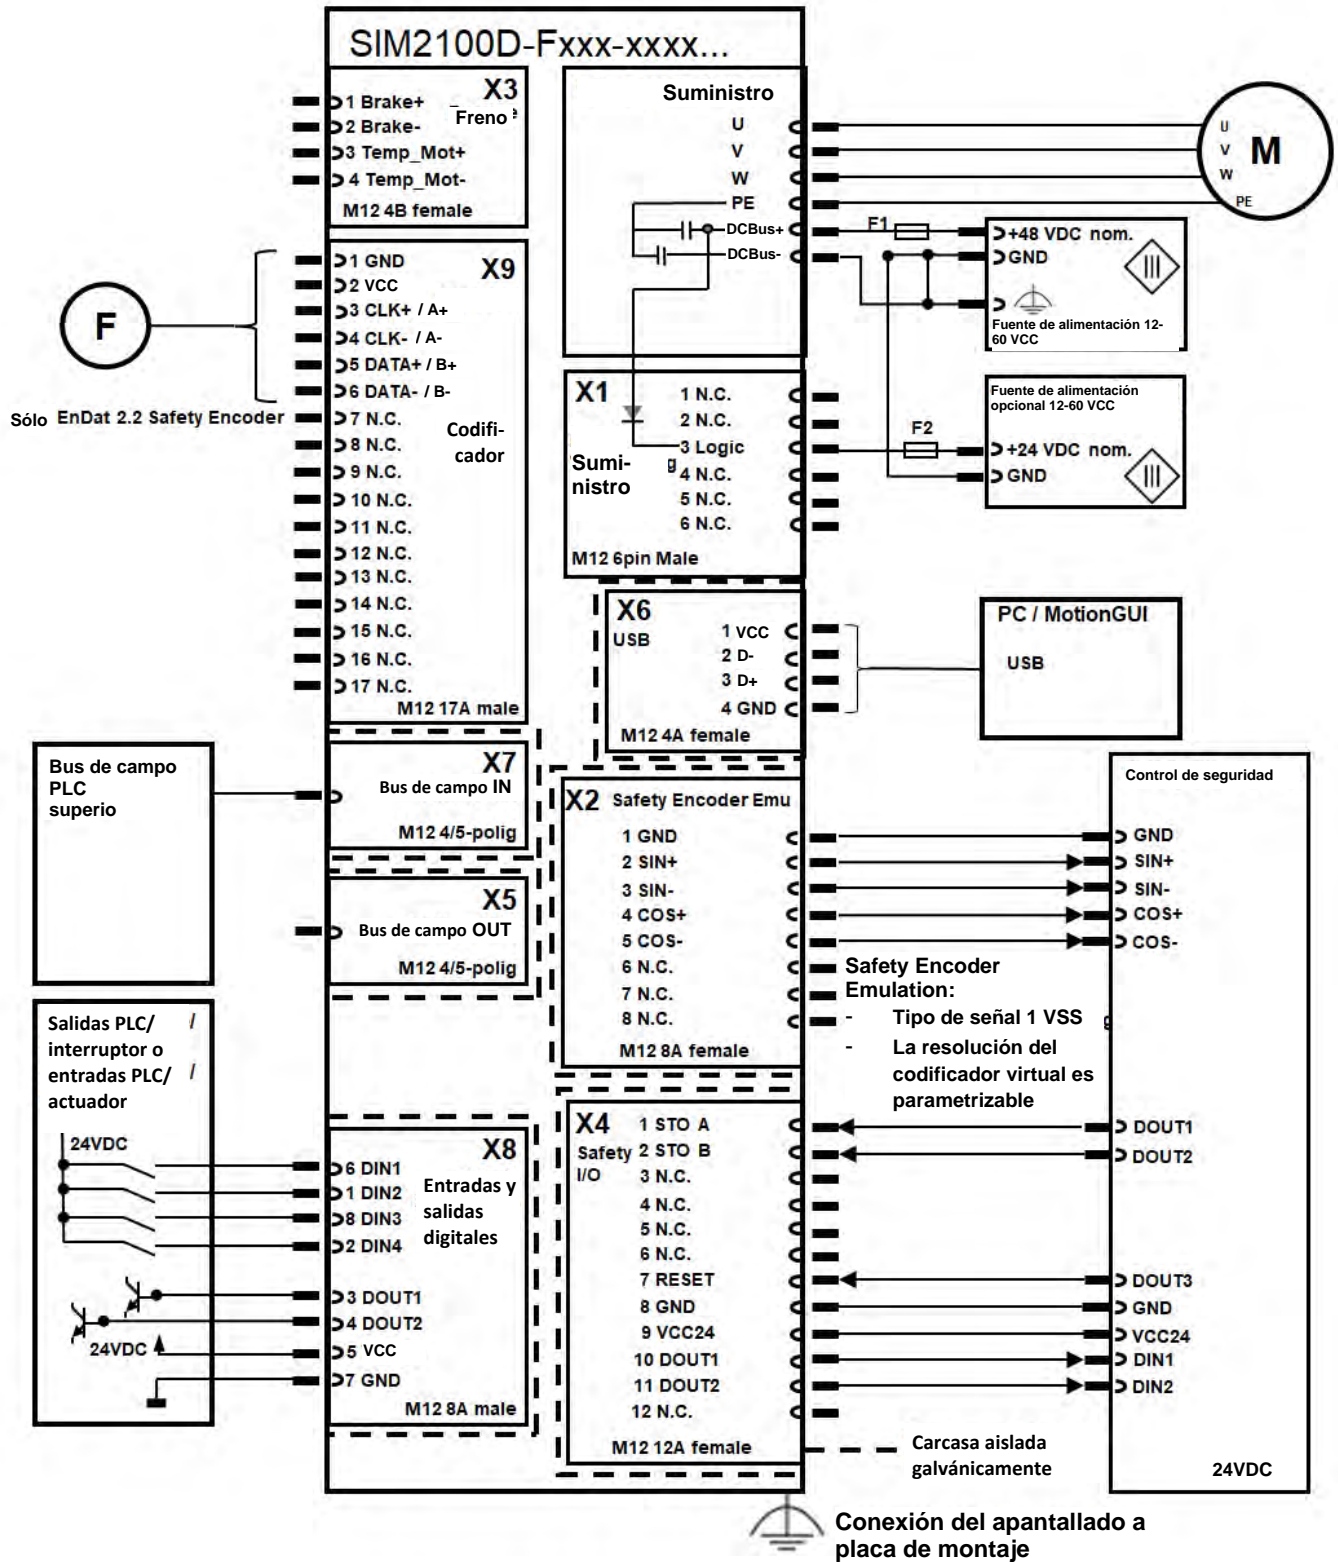 SIM2100D-Fxxx-xxxx...
X3
Freno
1 Brake+
2 Brake-
3 Temp_Mot+
4 Temp_Mot-
M12 4B female
Suministro
U
V
W
PE
DCBus+
DCBus-
U
V
W
PE
M
F1
+48 VDC nom.
GND
Fuente de alimentación 12-
60 VCC
X9
1 GND
2 VCC
3 CLK+ / A+
4 CLK- / A-
5 DATA+ / B+
6 DATA- / B-
7 N.C.
8 N.C.
9 N.C.
10 N.C.
11 N.C.
12 N.C.
13 N.C.
14 N.C.
15 N.C.
16 N.C.
17 N.C.
Codifi-
cador
M12 17A male
F
Sólo EnDat 2.2 Safety Encoder
X1
Sumi-
nistro
1 N.C.
2 N.C.
3 Logic
4 N.C.
5 N.C.
6 N.C.
M12 6pin Male
F2
Fuente de alimentación
opcional 12-60 VCC
+24 VDC nom.
GND
X6
USB
1 VCC
2 D-
3 D+
4 GND
M12 4A female
PC / MotionGUI
USB
Bus de campo
PLC
superio
X7
Bus de campo IN
M12 4/5-polig
X5
Bus de campo OUT
M12 4/5-polig
X2 Safety Encoder Emu
1 GND
2 SIN+
3 SIN-
4 COS+
5 COS-
6 N.C.
7 N.C.
8 N.C.
M12 8A female
Control de seguridad
GND
SIN+
SIN-
COS+
COS-
Safety Encoder
Emulation:
- Tipo de señal 1 VSS
- La resolución del
codificador virtual es
parametrizable
Salidas PLC/ /
interruptor o
entradas PLC/ /
actuador
24VDC
24VDC
X8
Entradas y
salidas
digitales
6 DIN1
1 DIN2
8 DIN3
2 DIN4
3 DOUT1
4 DOUT2
5 VCC
7 GND
M12 8A male
X4
Safety
I/O
1 STO A
2 STO B
3 N.C.
4 N.C.
5 N.C.
6 N.C.
7 RESET
8 GND
9 VCC24
10 DOUT1
11 DOUT2
12 N.C.
M12 12A female
DOUT1
DOUT2
DOUT3
GND
VCC24
DIN1
DIN2
24VDC
Carcasa aislada
galvánicamente
Conexión del apantallado a
placa de montaje